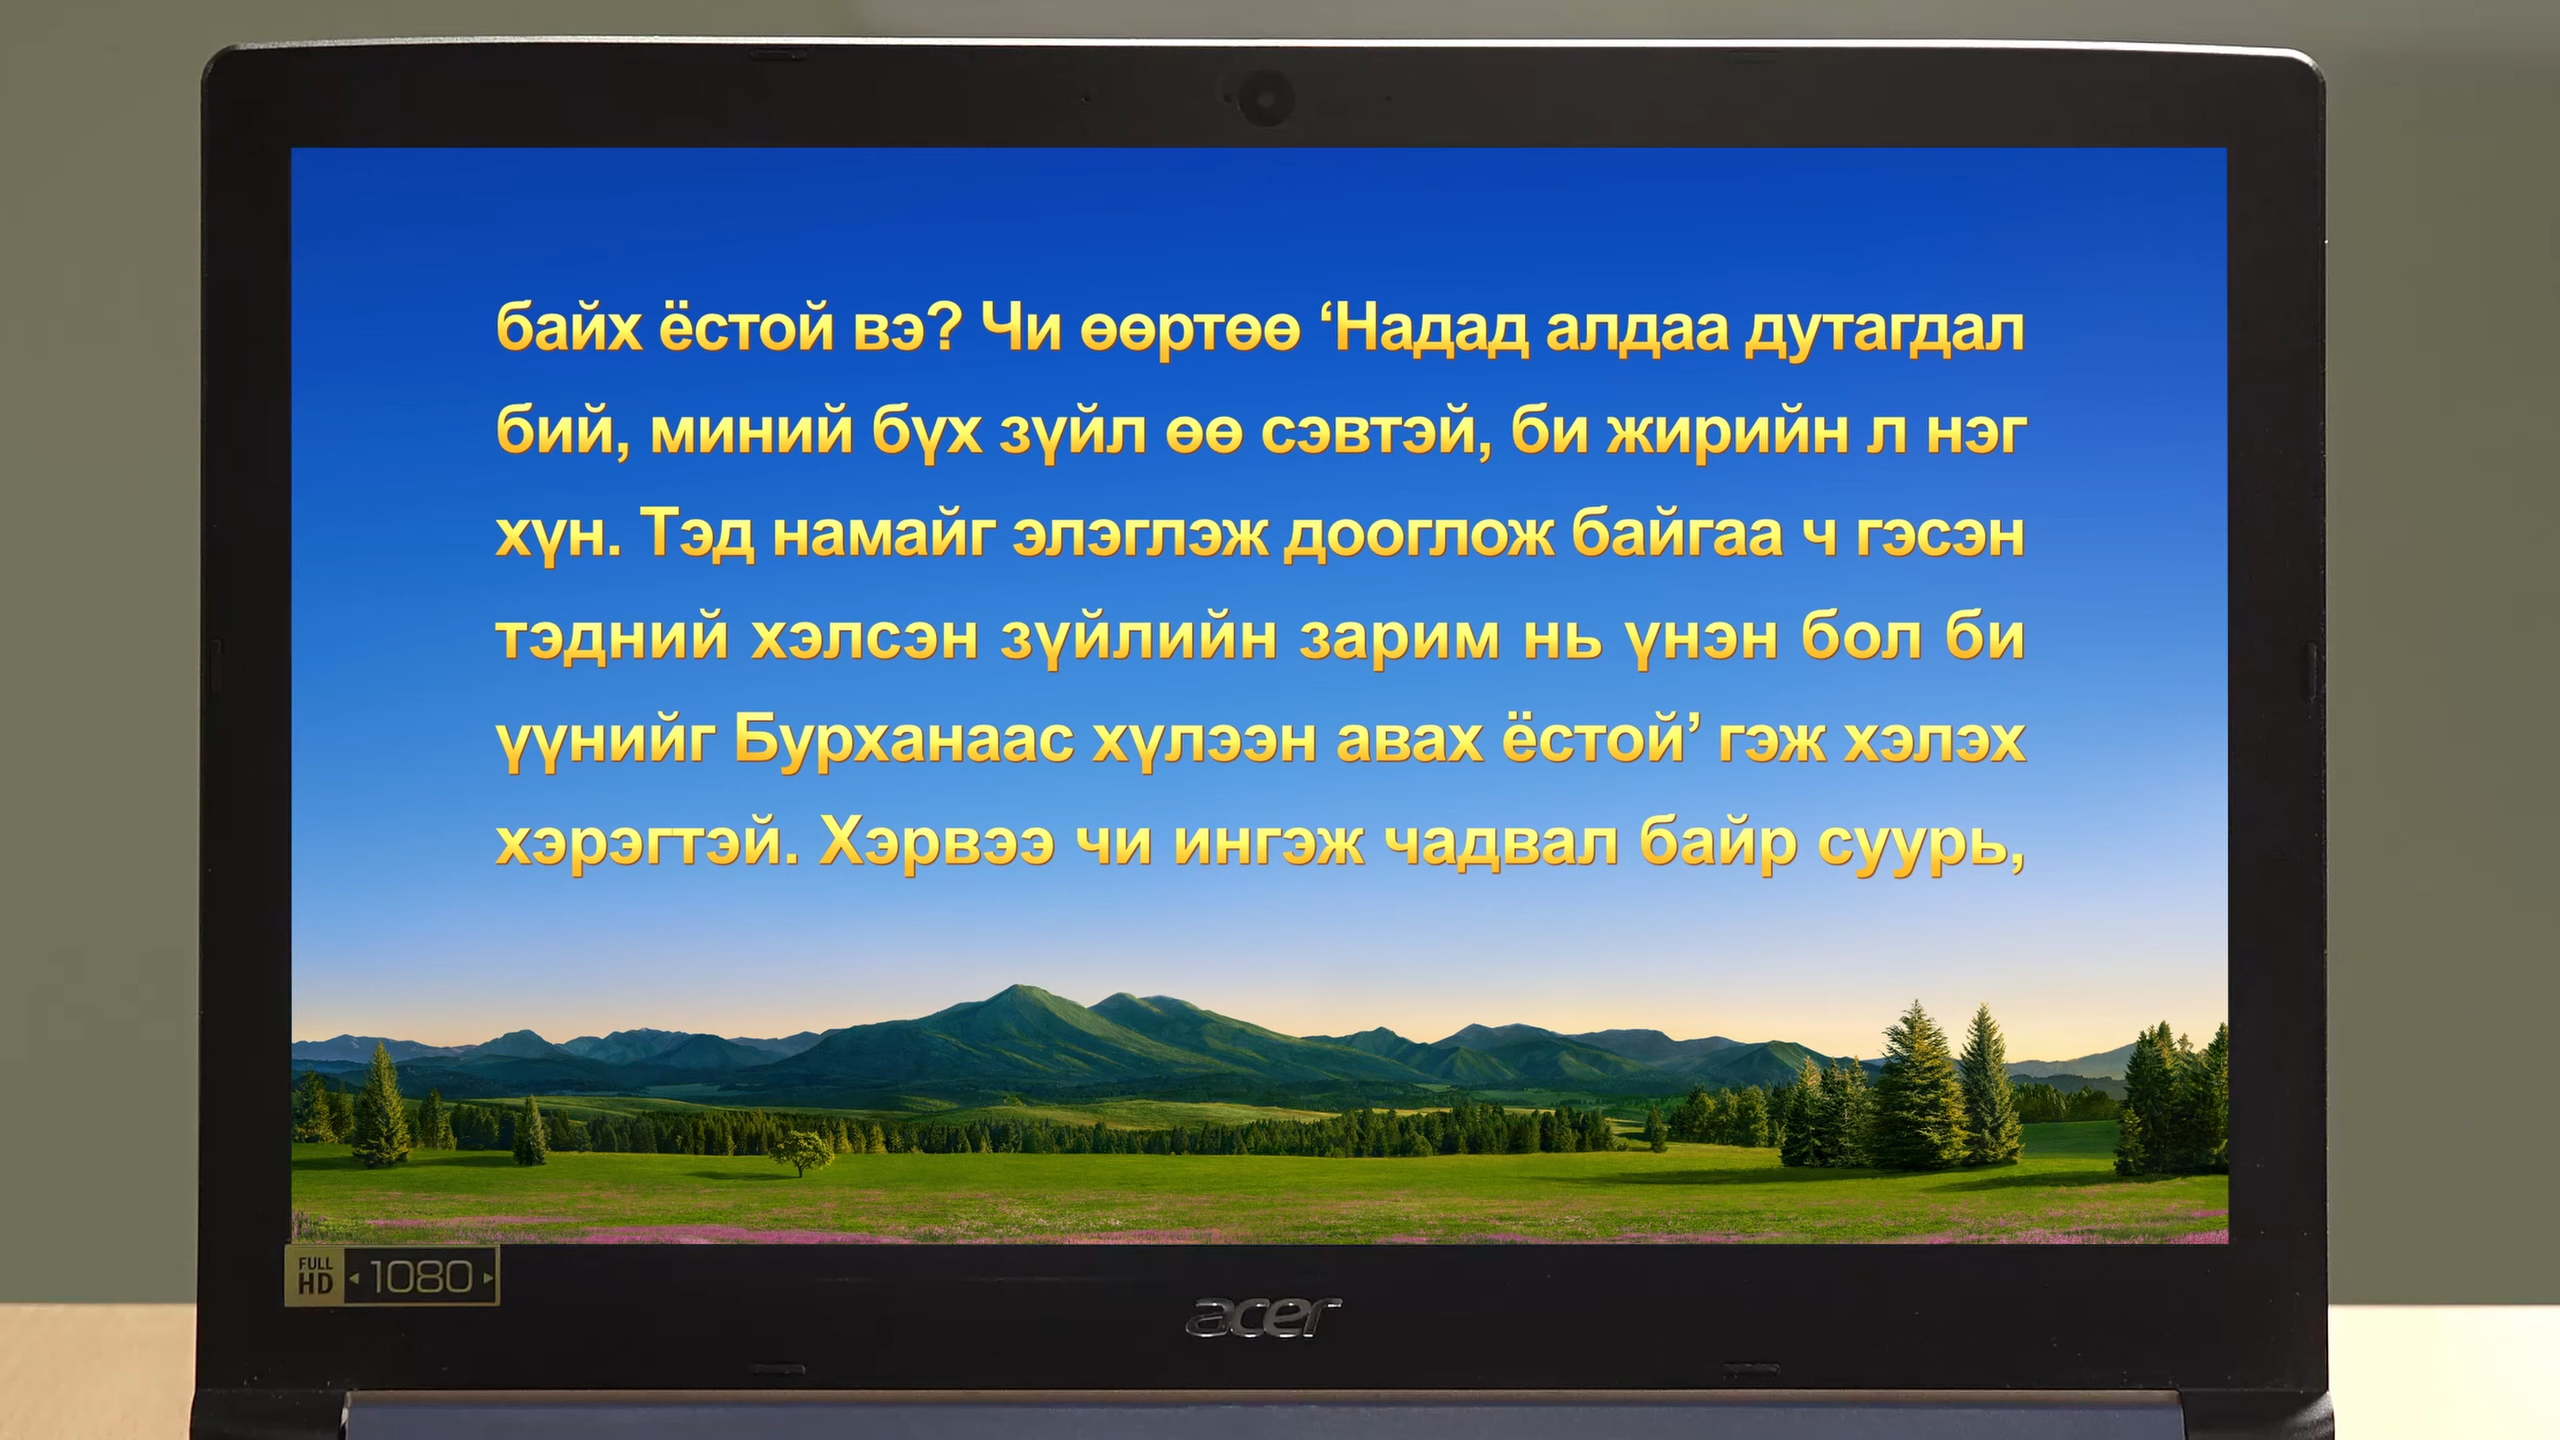 байх ёстой вэ? Чи өөртөө ‘Надад алдаа дутагдал
бий, миний бүх зүйл өө сэвтэй, би жирийн л нэг
хүн. Тэд намайг элэглэж дооглож байгаа ч гэсэн
тэдний хэлсэн зүйлийн зарим нь үнэн бол би
үүнийг Бурханаас хүлээн авах ёстой’ гэж хэлэх
хэрэгтэй. Хэрвээ чи ингэж чадвал байр суурь,
FULL HD 1080
acer